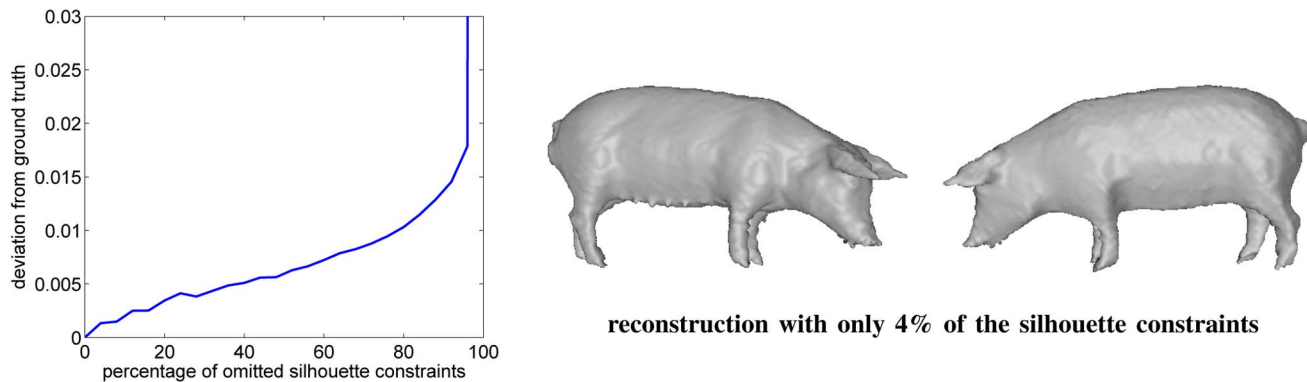 0.03
0.025
0.02
0.015
0.01
0.005
0
deviation from ground truth
0 20 40 60 80 100
percentage of omitted silhouette constraints
reconstruction with only 4% of the silhouette constraints